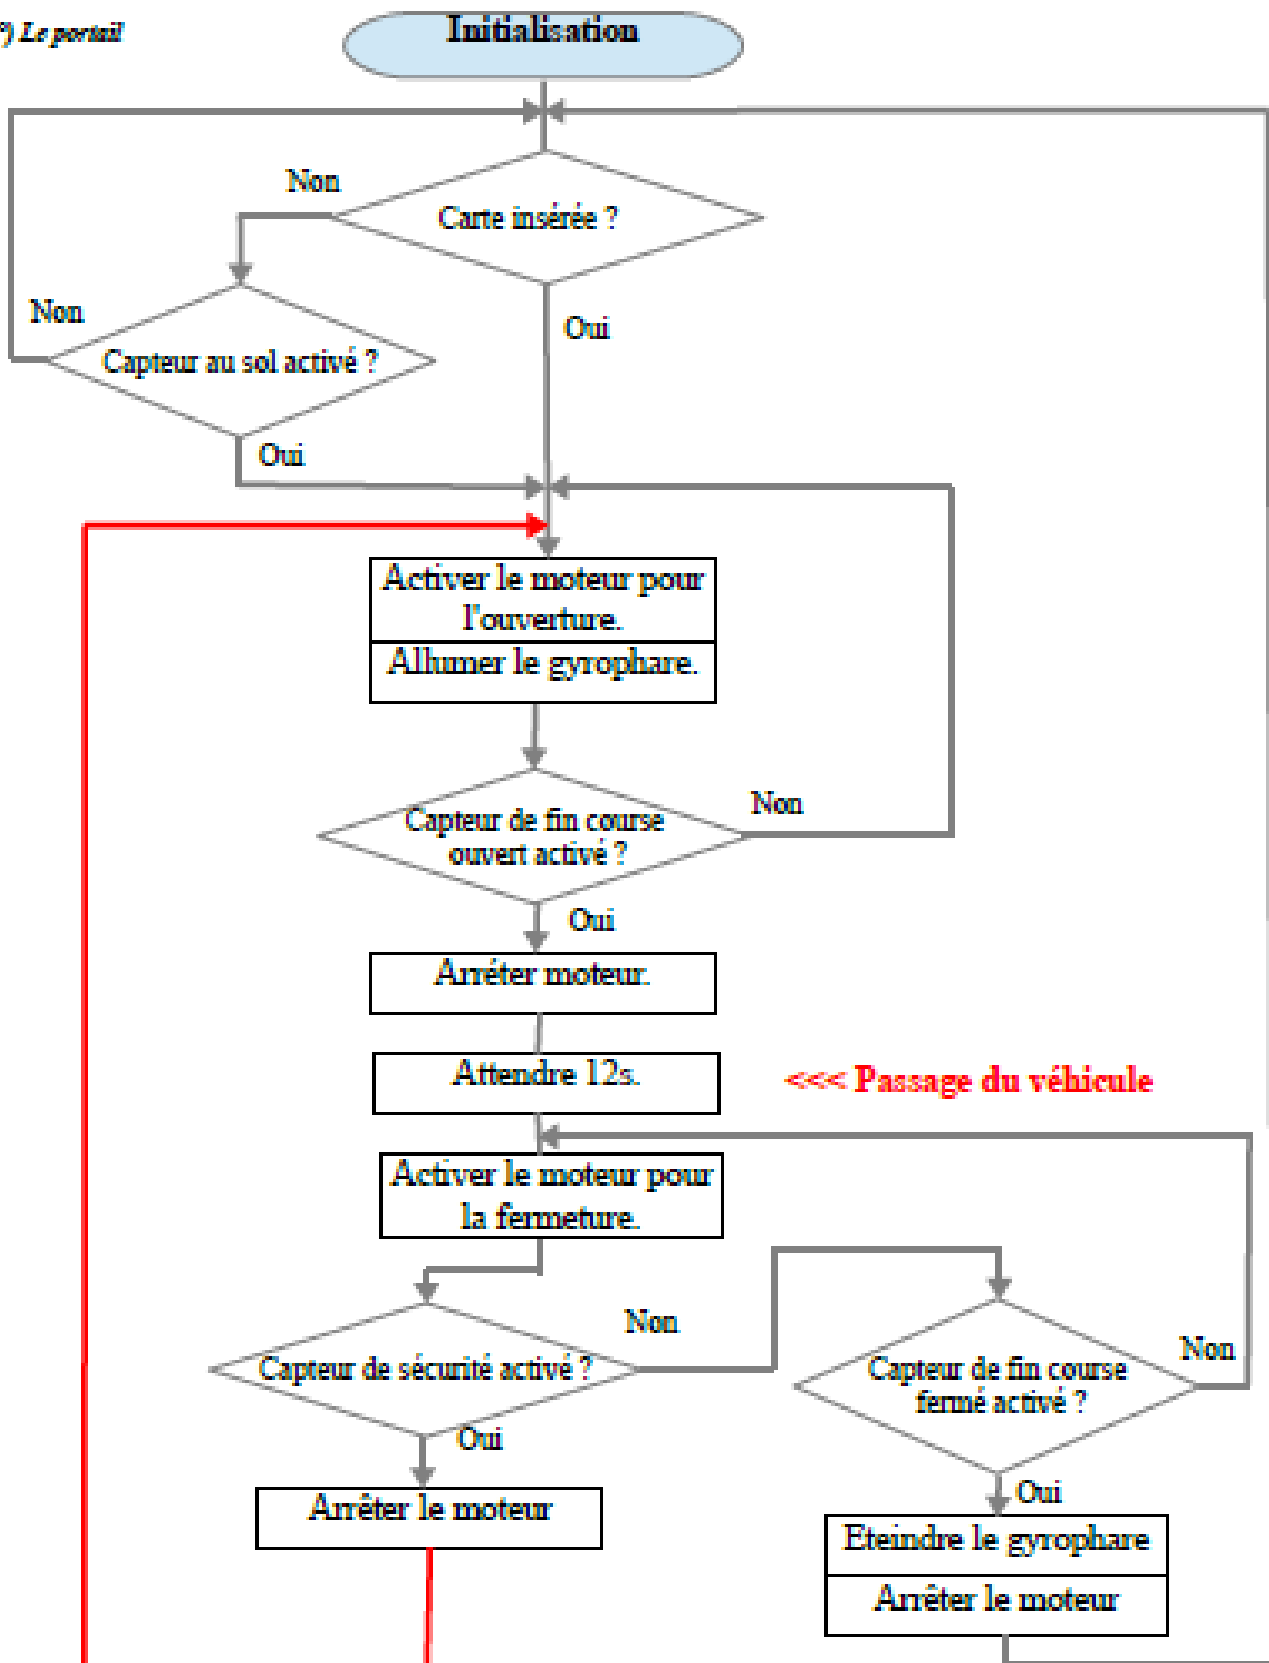 °) Le portail
Initialisation
Non
Carte insérée ?
Non
Oui
Capteur au sol activé ?
Oui
Activer le moteur pour
l'ouverture.
Allumer le gyrophare.
Non
Capteur de fin course
ouvert activé ?
Oui
Arréter moteur.
Attendre 12s.
<<< Passage du véhicule
Activer le moteur pour
la fermeture.
Non
Capteur de sécurité activé ?
Non
Capteur de fin course
fermé activé ?
Oui
Oui
Arrêter le moteur
Eteindre le gyrophare
Arrêter le moteur